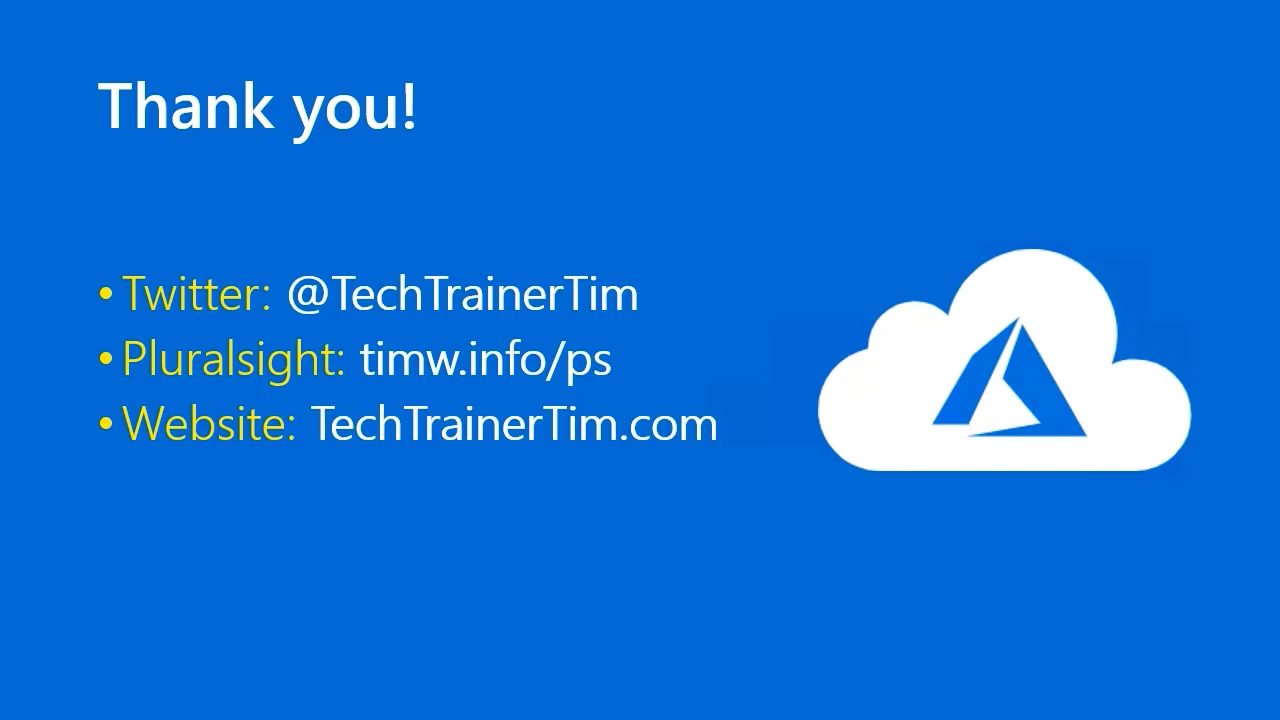 Thank you!
• Twitter: @TechTrainerTim
• Pluralsight: timw.info/ps
• Website: TechTrainerTim.com